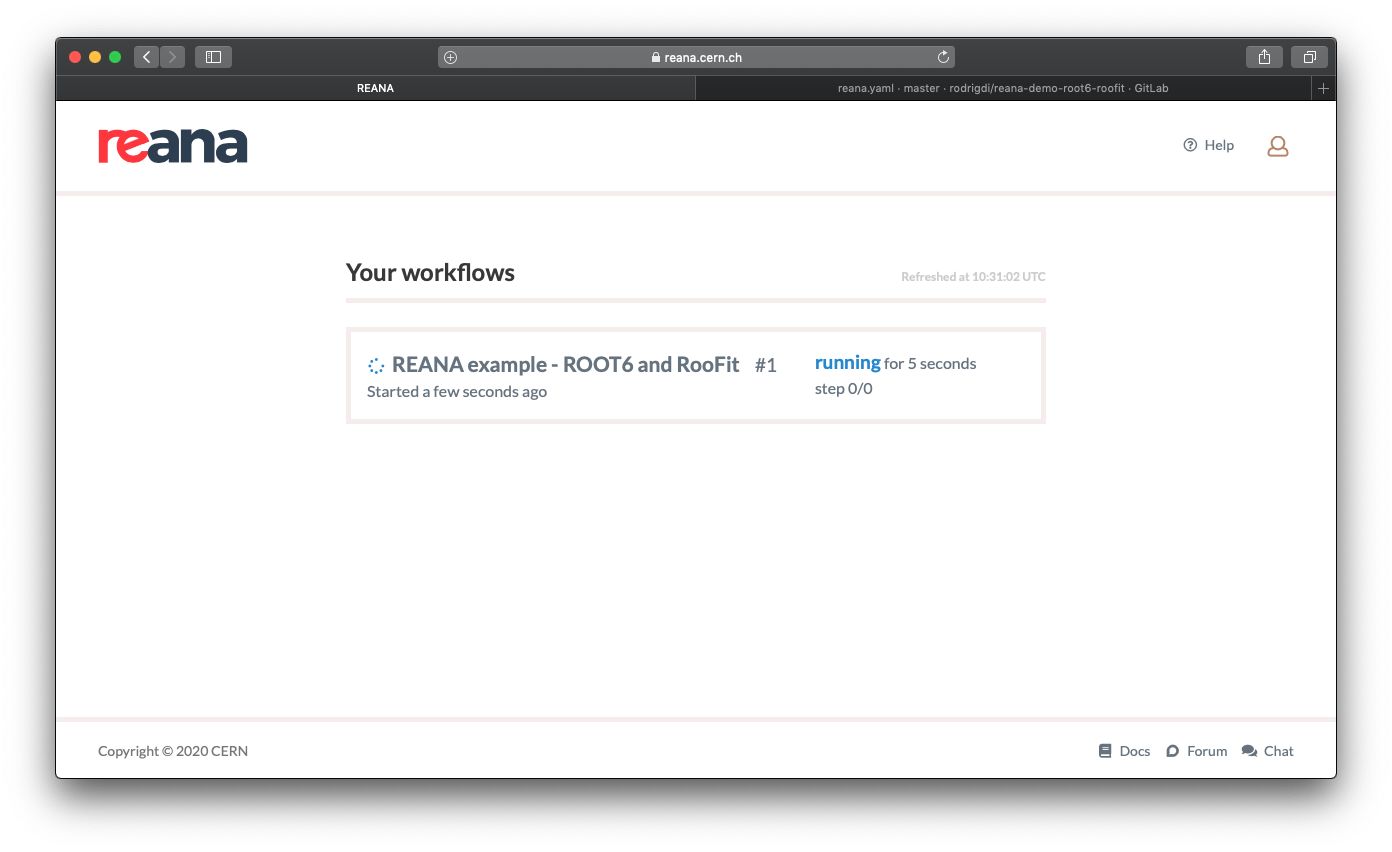 reana.cern.ch
REANA
reana.yaml · master · rodrigdi/reana-demo-root6-roofit · GitLab
reana
Help
Your workflows
Refreshed at 10:31:02 UTC
REANA example - ROOT6 and RooFit #1
running for 5 seconds
Started a few seconds ago
step 0/0
Copyright © 2020 CERN
Docs
Forum
Chat